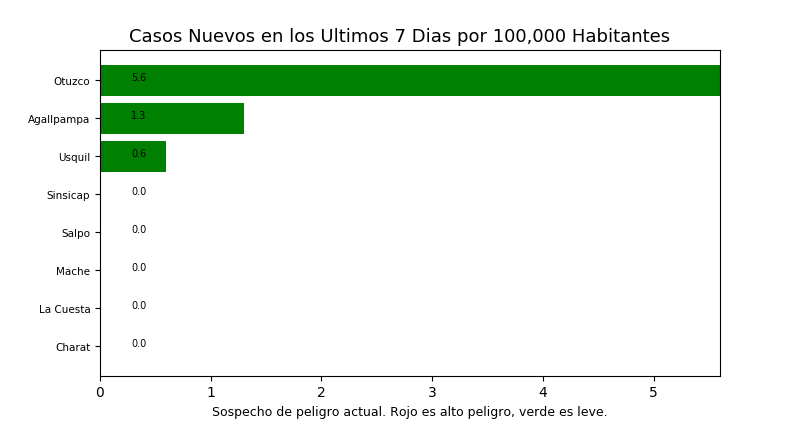 Casos Nuevos en los Ultimos 7 Dias por 100,000 Habitantes
Otuzco 5.6
Agallpampa 1.3
Usquil 0.6
Sinsicap 0.0
Salpo 0.0
Mache 0.0
La Cuesta 0.0
Charat 0.0
0 1 2 3 4 5
Sospecho de peligro actual. Rojo es alto peligro, verde es leve.